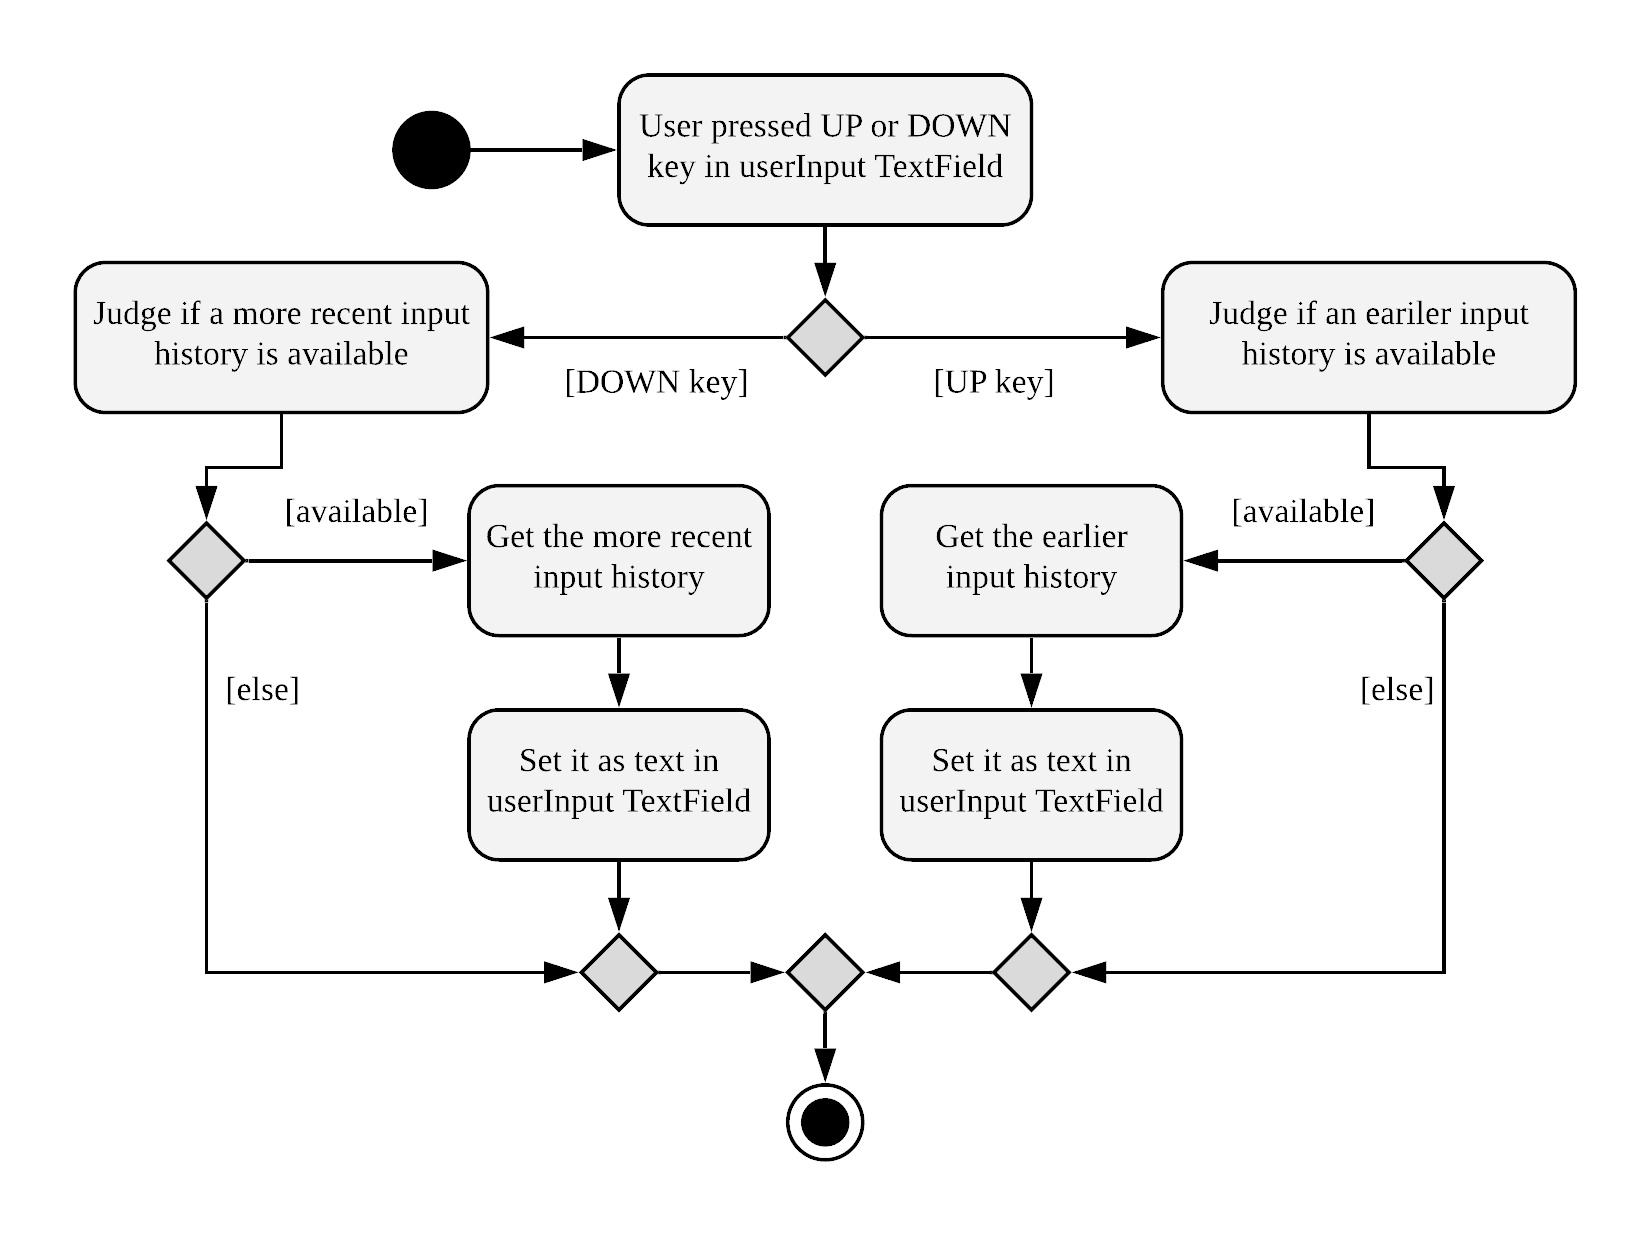 User pressed UP or DOWN
key in userInput TextField
Judge if a more recent input
history is available
[DOWN key]
[UP key]
Judge if an eariler input
history is available
[available]
Get the more recent
input history
Get the earlier
input history
[available]
[else]
[else]
Set it as text in
userInput TextField
Set it as text in
userInput TextField